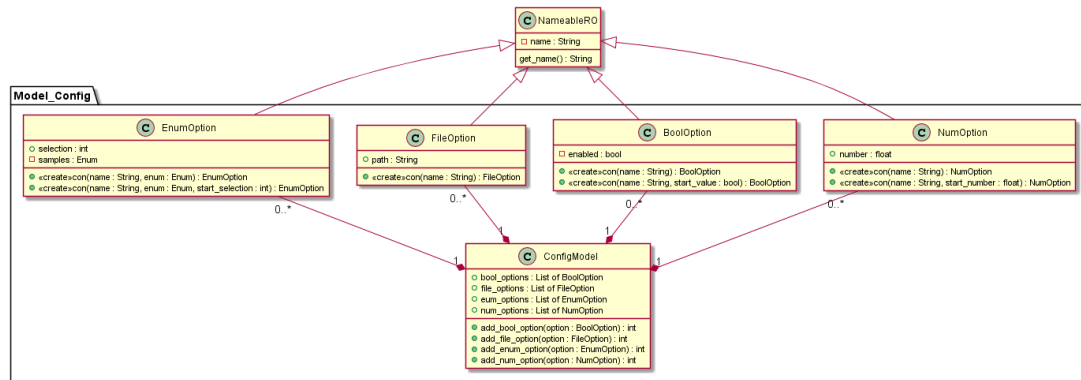 C NameableRO
name : String
get_name() : String
Model_Config
C EnumOption
selection : int
samples : Enum
«create»con(name : String, enum : Enum) : EnumOption
«create»con(name : String, enum : Enum, start_selection : int) : EnumOption
C FileOption
path : String
«create»con(name : String) : FileOption
C BoolOption
enabled : bool
«create»con(name : String) : BoolOption
«create»con(name : String, start_value : bool) : BoolOption
C NumOption
number : float
«create»con(name : String) : NumOption
«create»con(name : String, start_number : float) : NumOption
0..*
0..*
0..*
0..*
1
1
1
1
C ConfigModel
bool_options : List of BoolOption
file_options : List of FileOption
eum_options : List of EnumOption
num_options : List of NumOption
add_bool_option(option : BoolOption) : int
add_file_option(option : FileOption) : int
add_enum_option(option : EnumOption) : int
add_num_option(option : NumOption) : int